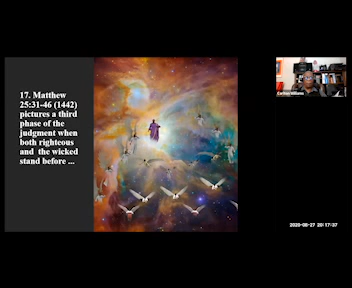 17. Matthew
25:31-46 (1442)
pictures a third
phase of the
judgment when
both righteous
and the wicked
stand before ...
2020-08-27 20:17:37